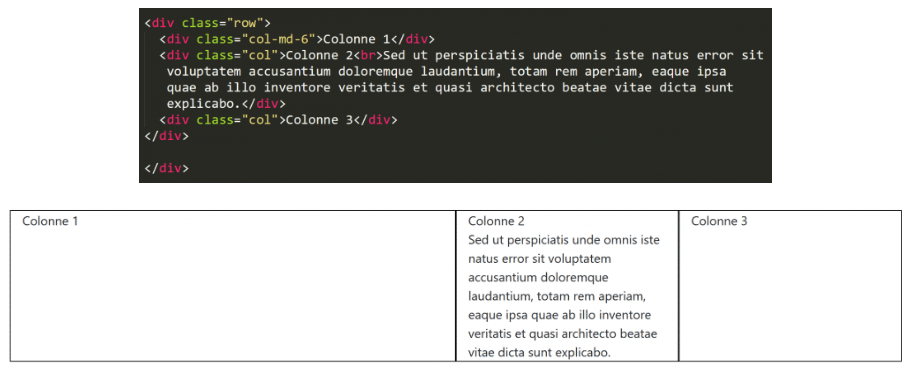 <div class="row">
<div class="col-md-6">Colonne 1</div>
<div class="col">Colonne 2<br>Sed ut perspiciatis unde omnis iste natus error sit
voluptatem accusantium doloremque laudantium, totam rem aperiam, eaque ipsa
quae ab illo inventore veritatis et quasi architecto beatae vitae dicta sunt
explicabo.</div>
<div class="col">Colonne 3</div>
</div>
</div>
Colonne 1
Colonne 2
Sed ut perspiciatis unde omnis iste
natus error sit voluptatem
accusantium doloremque
laudantium, totam rem aperiam,
eaque ipsa quae ab illo inventore
veritatis et quasi architecto beatae
vitae dicta sunt explicabo.
Colonne 3